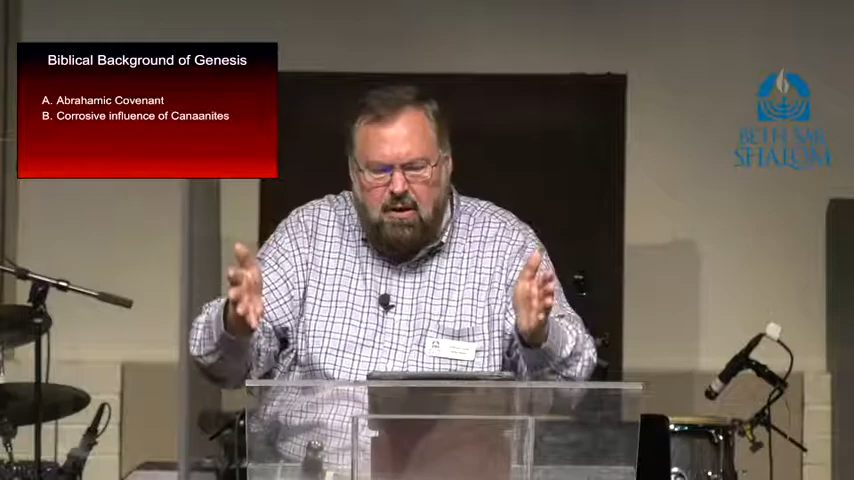 Biblical Background of Genesis
A. Abrahamic Covenant
B. Corrosive influence of Canaanites
BETH SAR
SHALOM